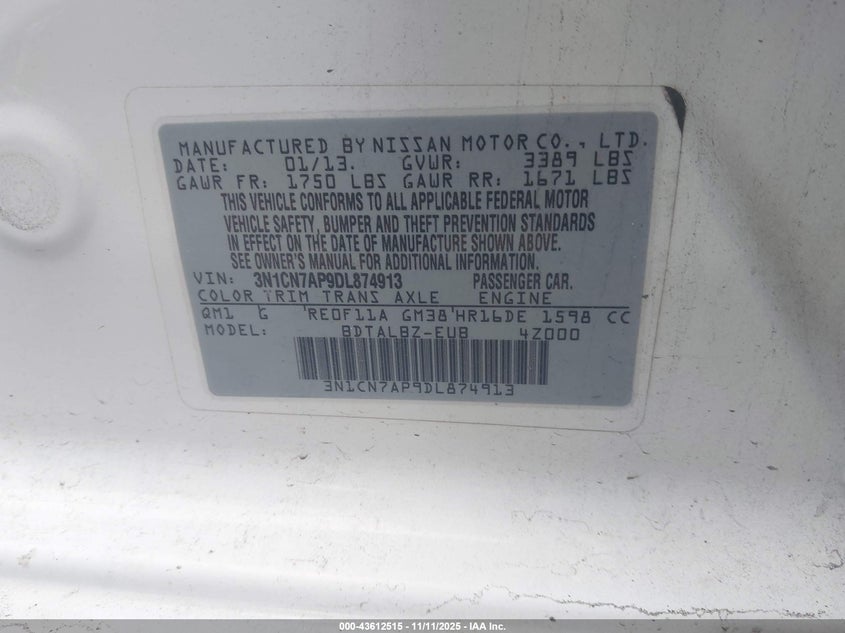 MANUFACTURED BY NISSAN MOTOR CO., LTD.
DATE: 01/13. GVWR: 3389 LBS
GAWR FR: 1750 LBS GAWR RR: 1671 LBS
THIS VEHICLE CONFORMS TO ALL APPLICABLE FEDERAL MOTOR
VEHICLE SAFETY, BUMPER AND THEFT PREVENTION STANDARDS
IN EFFECT ON THE DATE OF MANUFACTURE SHOWN ABOVE.
SEE OWNER'S MANUAL FOR ADDITIONAL INFORMATION.
VIN: 3N1CN7AP9DL874913 PASSENGER CAR.
COLOR TRIM TRANS AXLE ENGINE
QM1 G RE0F11A GM38 HR16DE 1598 CC
MODEL: BDTALBZ-EUB 4Z000
3N1CN7AP9DL874913
000-43612515 - 11/11/2025 - IAA Inc.